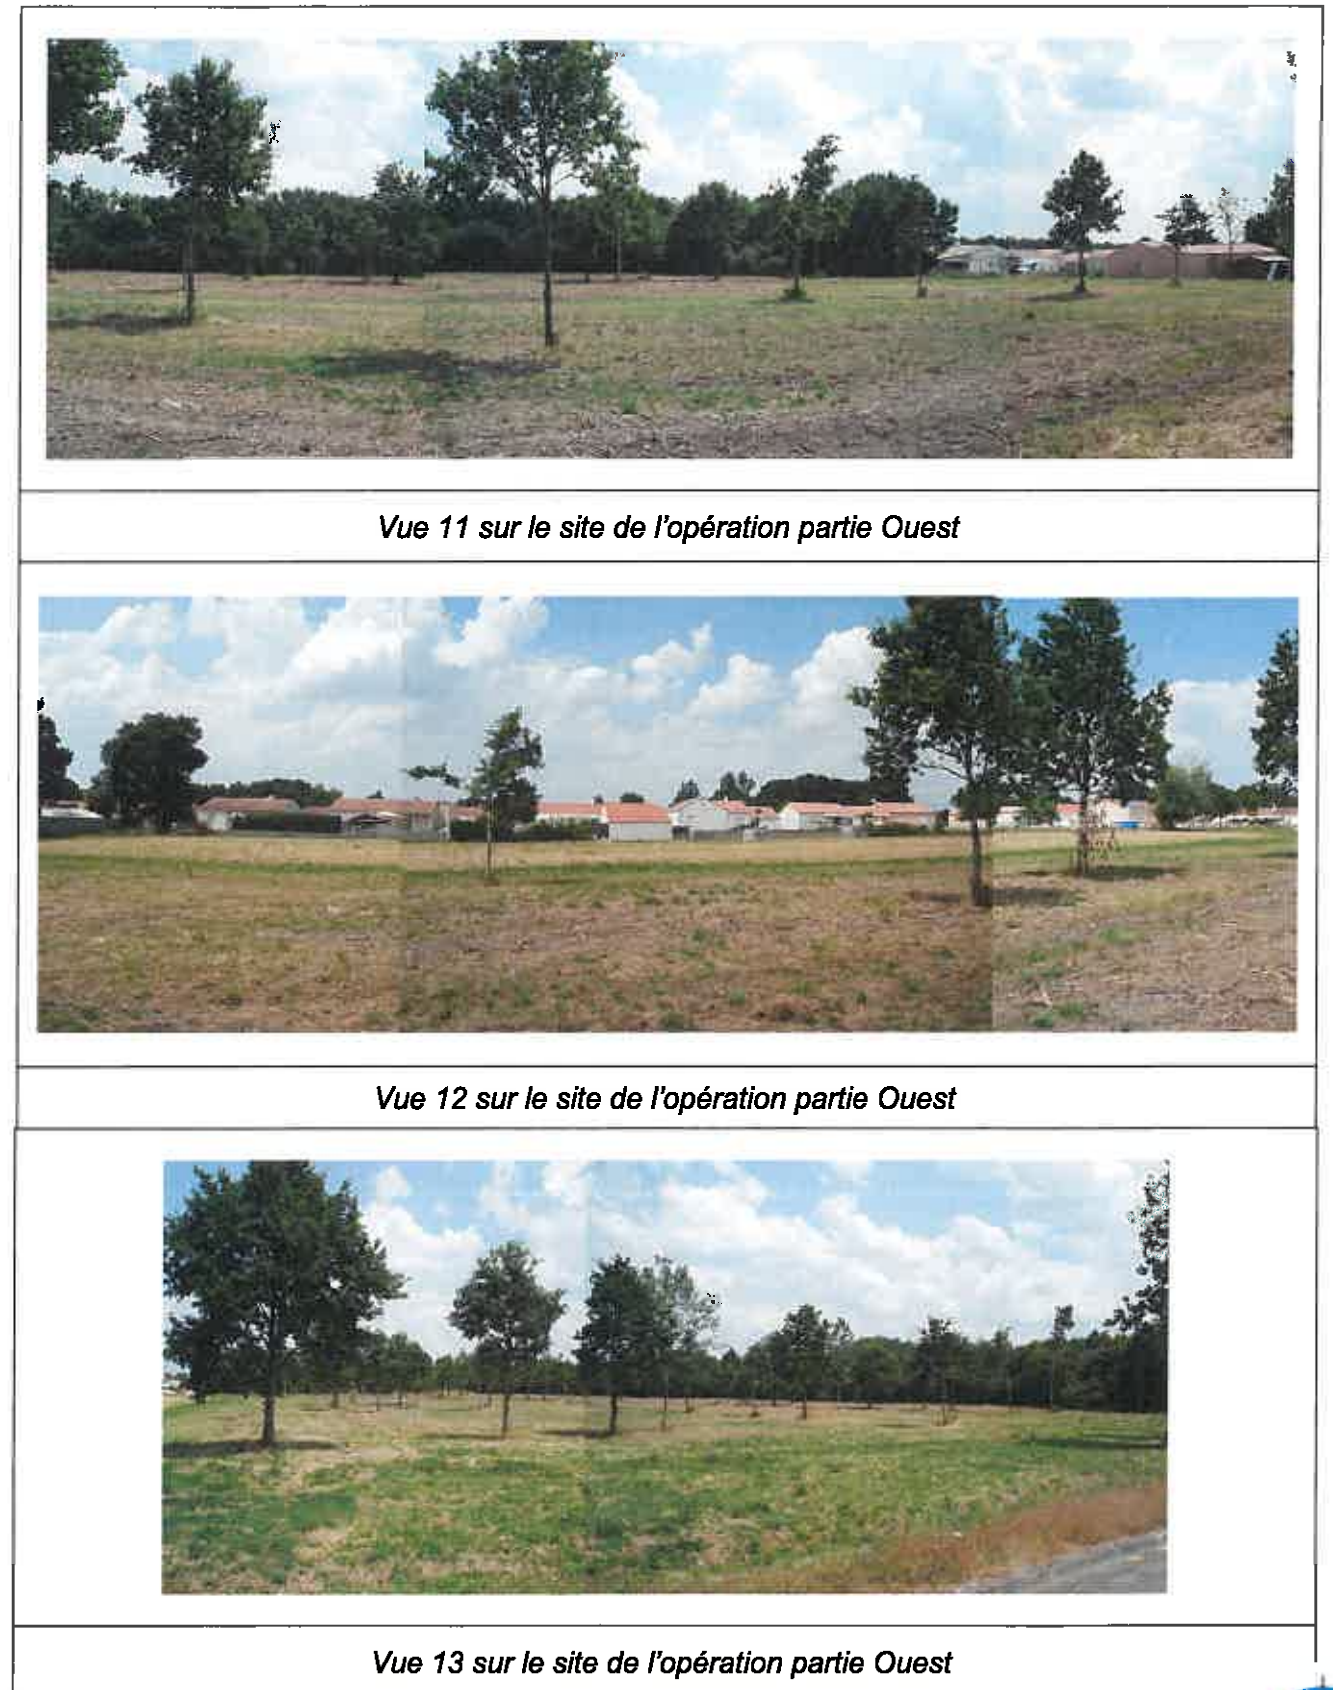 Vue 11 sur le site de l'opération partie Ouest
Vue 12 sur le site de l'opération partie Ouest
Vue 13 sur le site de l'opération partie Ouest